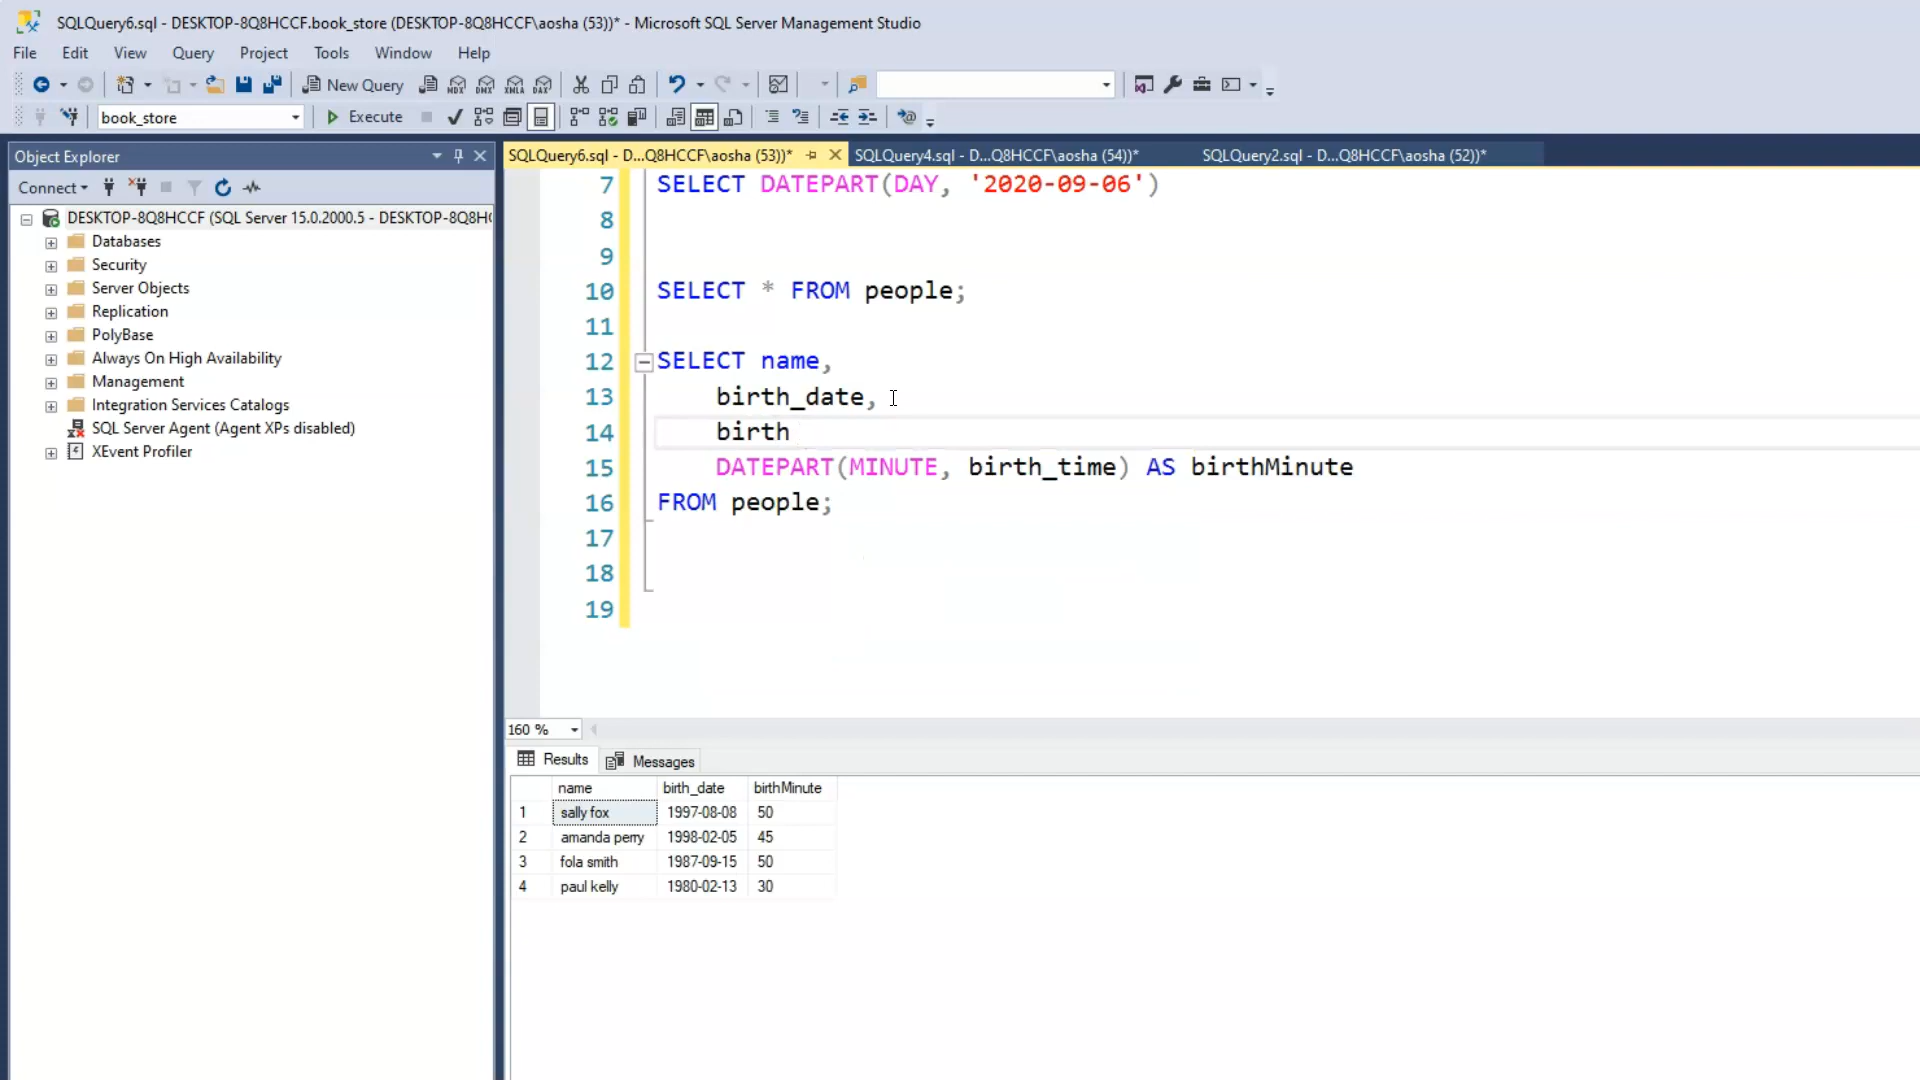 SQLQuery6.sql - DESKTOP-8Q8HCCF.book_store (DESKTOP-8Q8HCCF\aosha (53))* - Microsoft SQL Server Management Studio
File Edit View Query Project Tools Window Help
New Query MDX DMX XMLA DAX
book_store Execute
Object Explorer
SQLQuery6.sql - D...Q8HCCF\aosha (53))* SQLQuery4.sql - D...Q8HCCF\aosha (54))* SQLQuery2.sql - D...Q8HCCF\aosha (52))*
Connect
DESKTOP-8Q8HCCF (SQL Server 15.0.2000.5 - DESKTOP-8Q8H
Databases
Security
Server Objects
Replication
PolyBase
Always On High Availability
Management
Integration Services Catalogs
SQL Server Agent (Agent XPs disabled)
XEvent Profiler
7 SELECT DATEPART(DAY, '2020-09-06')
8
9
10 SELECT * FROM people;
11
12 SELECT name,
13 birth_date,
14 birth
15 DATEPART(MINUTE, birth_time) AS birthMinute
16 FROM people;
17
18
19
160 %
Results Messages
name birth_date birthMinute
1 sally fox 1997-08-08 50
2 amanda perry 1998-02-05 45
3 fola smith 1987-09-15 50
4 paul kelly 1980-02-13 30